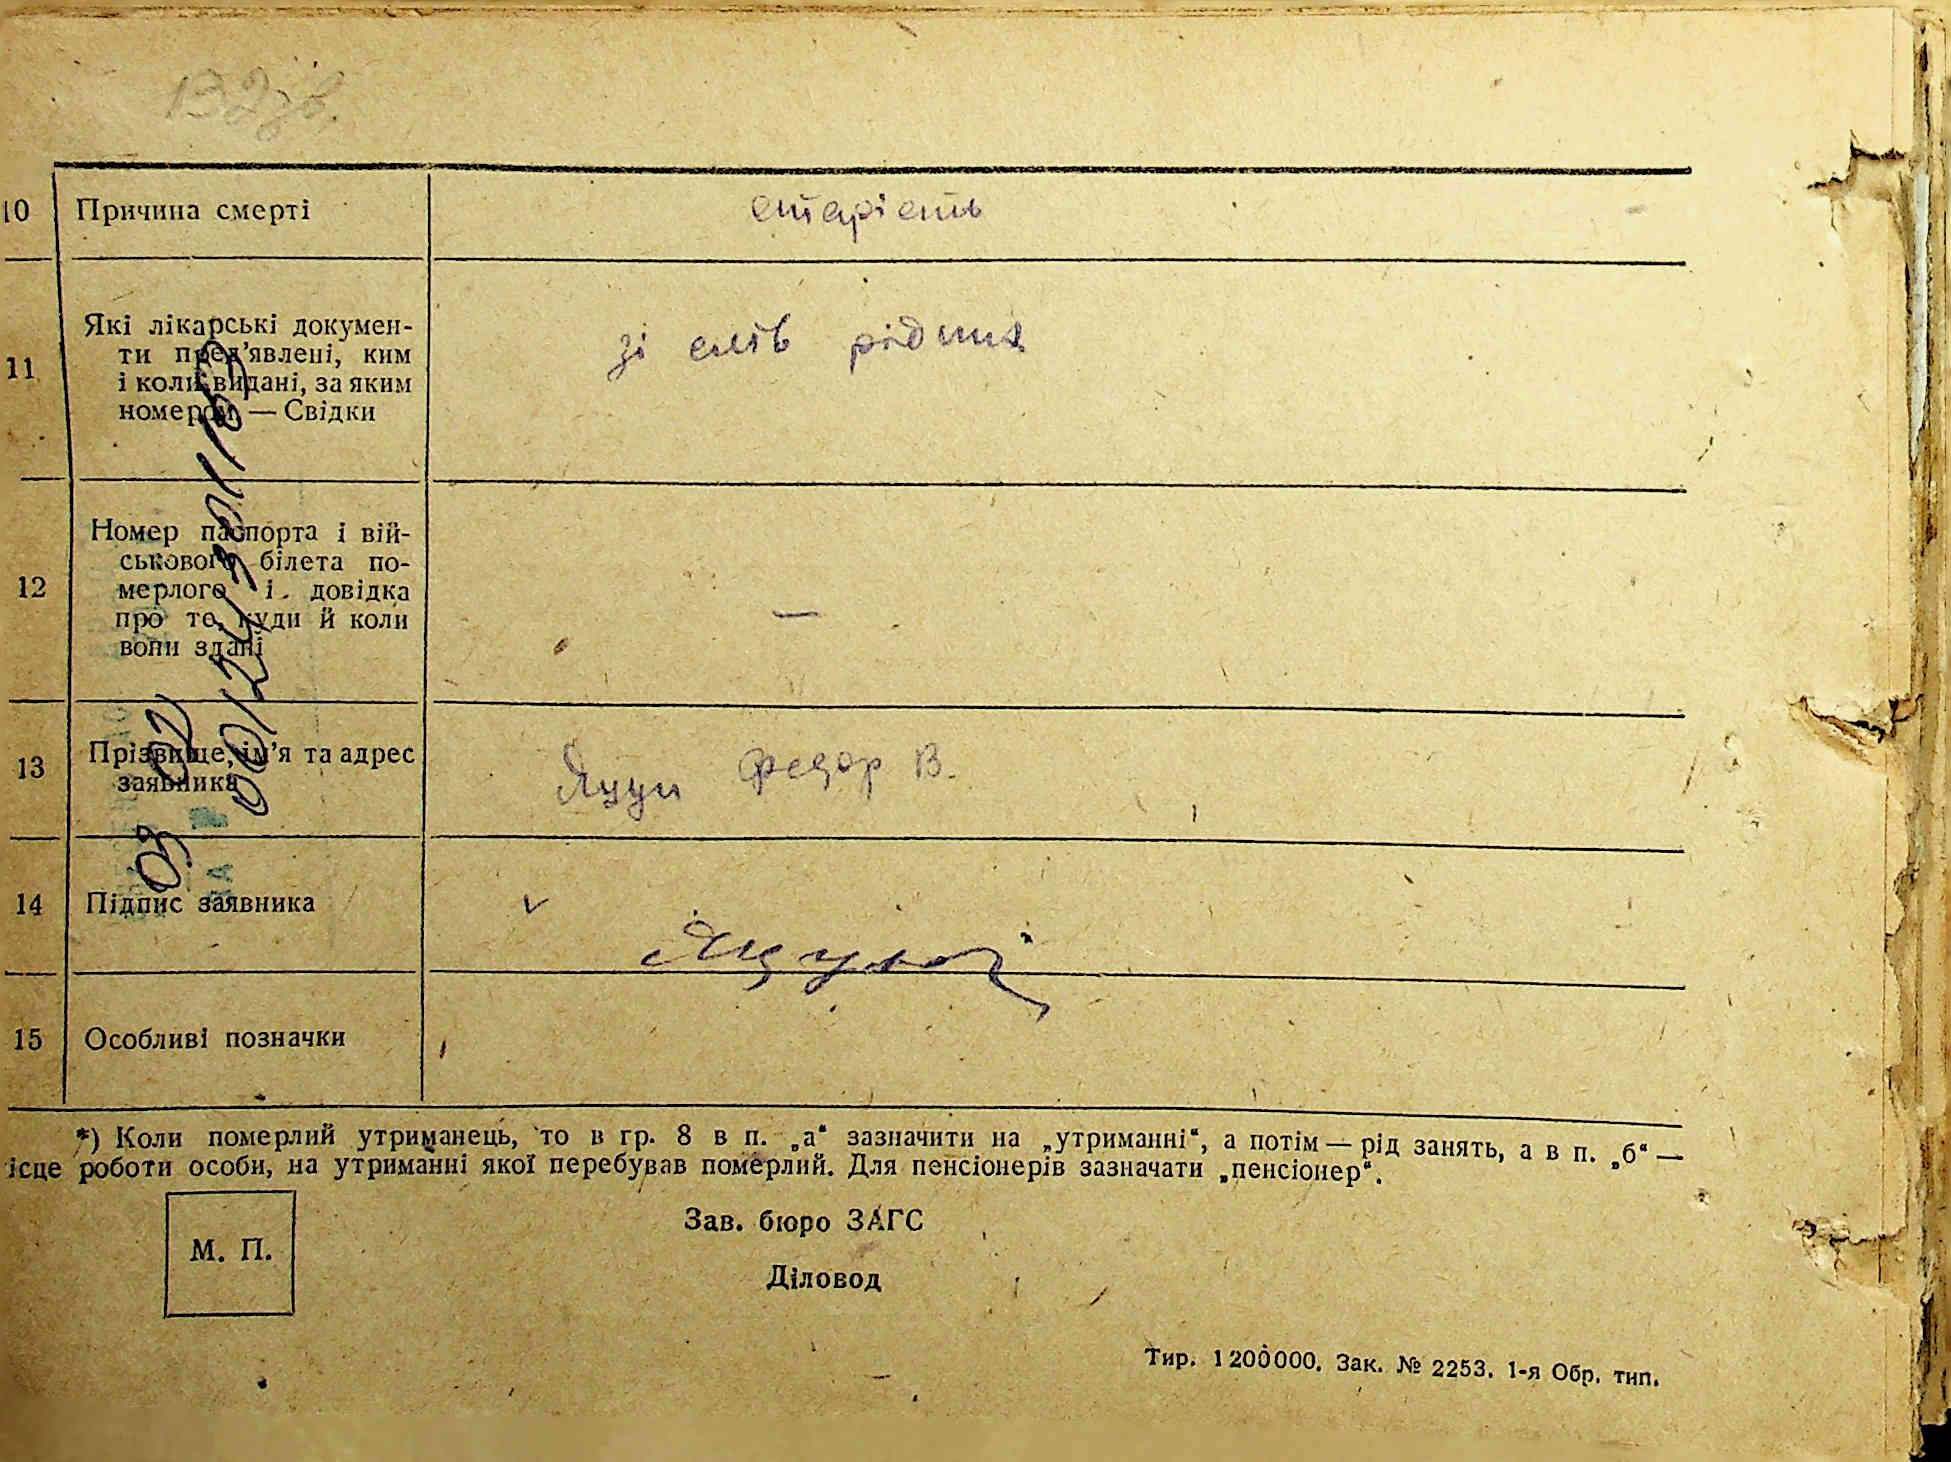 132зв.
10 Причина смерті старість
11 Які лікарські докумен-
ти пред’явлені, ким
і коли видані, за яким
номером — Свідки
зі слів рідних
12 Номер паспорта і вій-
ськового білета по-
мерлого і довідка
про те, куди й коли
вони здані
—
13 Прізвище, ім’я та адрес
заявника
Яцун Федор В.
14 Підпис заявника
15 Особливі позначки
*) Коли померлий утриманець, то в гр. 8 в п. „а“ зазначити на „утриманні“, а потім — рід занять, а в п. „б“ —
ісце роботи особи, на утриманні якої перебував померлий. Для пенсіонерів зазначати „пенсіонер“.
М. П.
Зав. бюро ЗАГС
Діловод
Тир. 1200000. Зак. № 2253. 1-я Обр. тип.